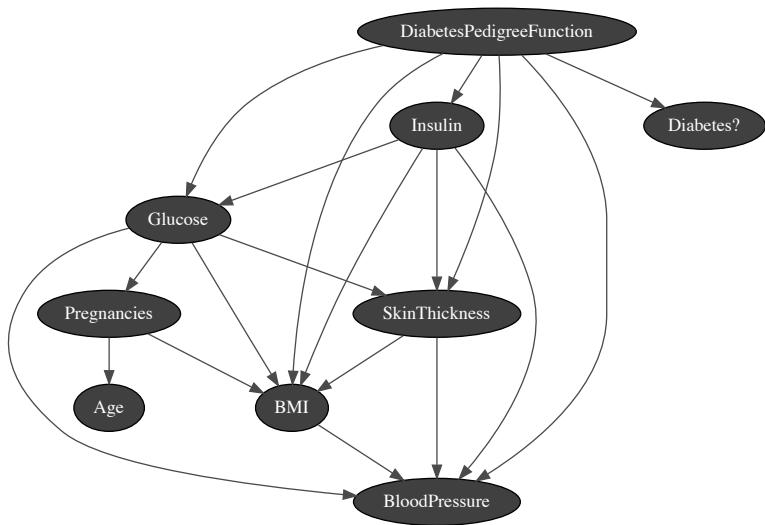 DiabetesPedigreeFunction
Insulin
Diabetes?
Glucose
Pregnancies
SkinThickness
Age
BMI
BloodPressure